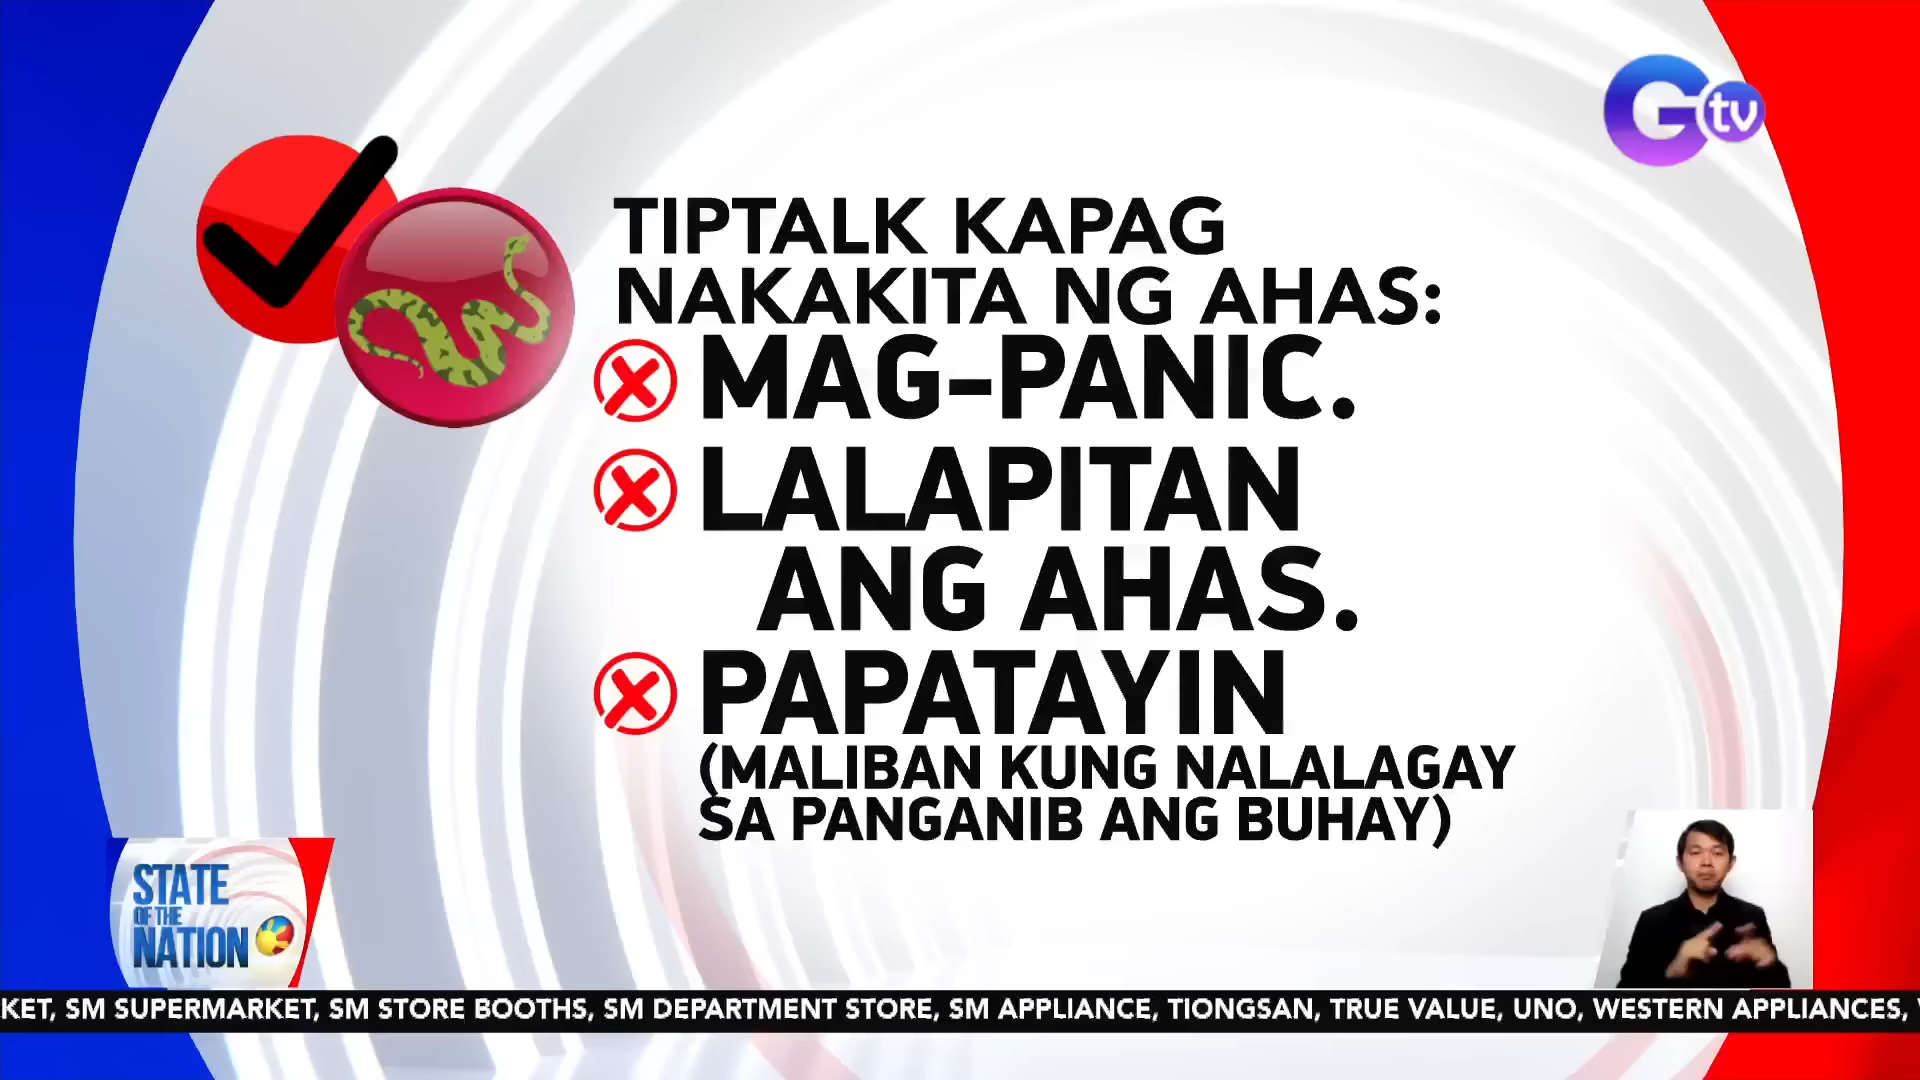 Gtv
TIPTALK KAPAG
NAKAKITA NG AHAS:
MAG-PANIC.
LALAPITAN
ANG AHAS.
PAPATAYIN
(MALIBAN KUNG NALALAGAY
SA PANGANIB ANG BUHAY)
STATE
OF THE
NATION
KET, SM SUPERMARKET, SM STORE BOOTHS, SM DEPARTMENT STORE, SM APPLIANCE, TIONGSAN, TRUE VALUE, UNO, WESTERN APPLIANCES,